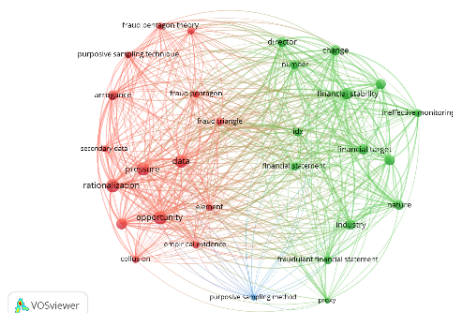 fraud pentagon theory
director
change
number
purposive sampling technique
financial stability
arrogance
fraud pentagon
ineffective monitoring
fraud triangle
idx
secondary data
data
financial target
pressure
financial statement
rationalization
element
nature
opportunity
industry
empirical evidence
collusion
fraudulent financial statement
purposive sampling method
proxy
VOSviewer